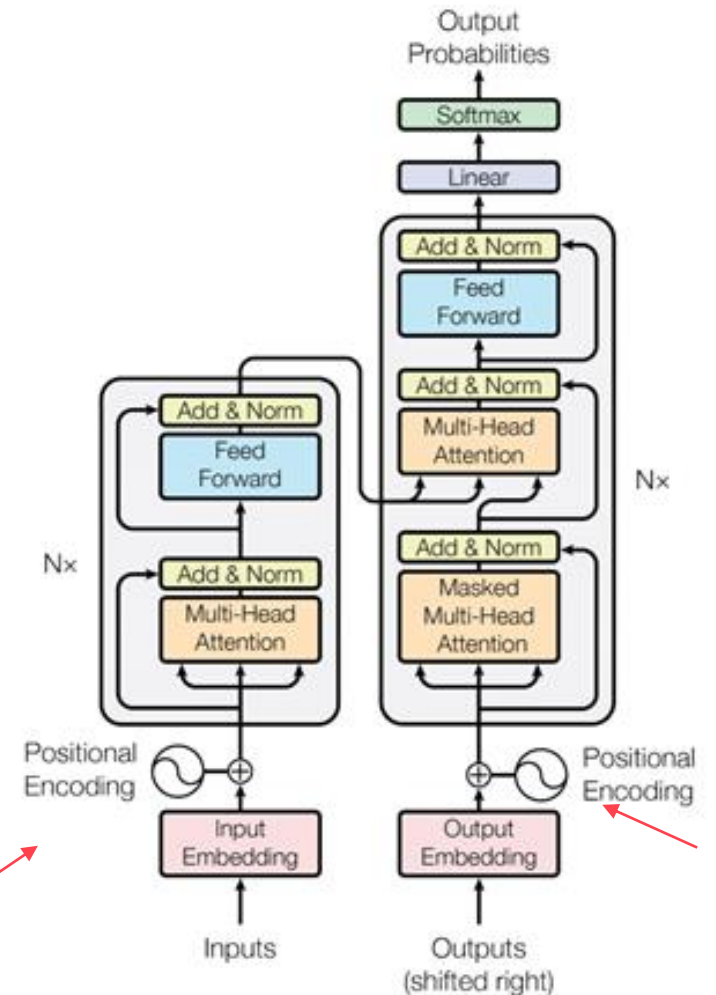 Output
Probabilities
Softmax
Linear
Add & Norm
Feed
Forward
Add & Norm
Multi-Head
Attention
Nx
Add & Norm
Masked
Multi-Head
Attention
Add & Norm
Feed
Forward
Nx
Add & Norm
Multi-Head
Attention
Positional
Encoding
Positional
Encoding
Input
Embedding
Output
Embedding
Inputs
Outputs
(shifted right)